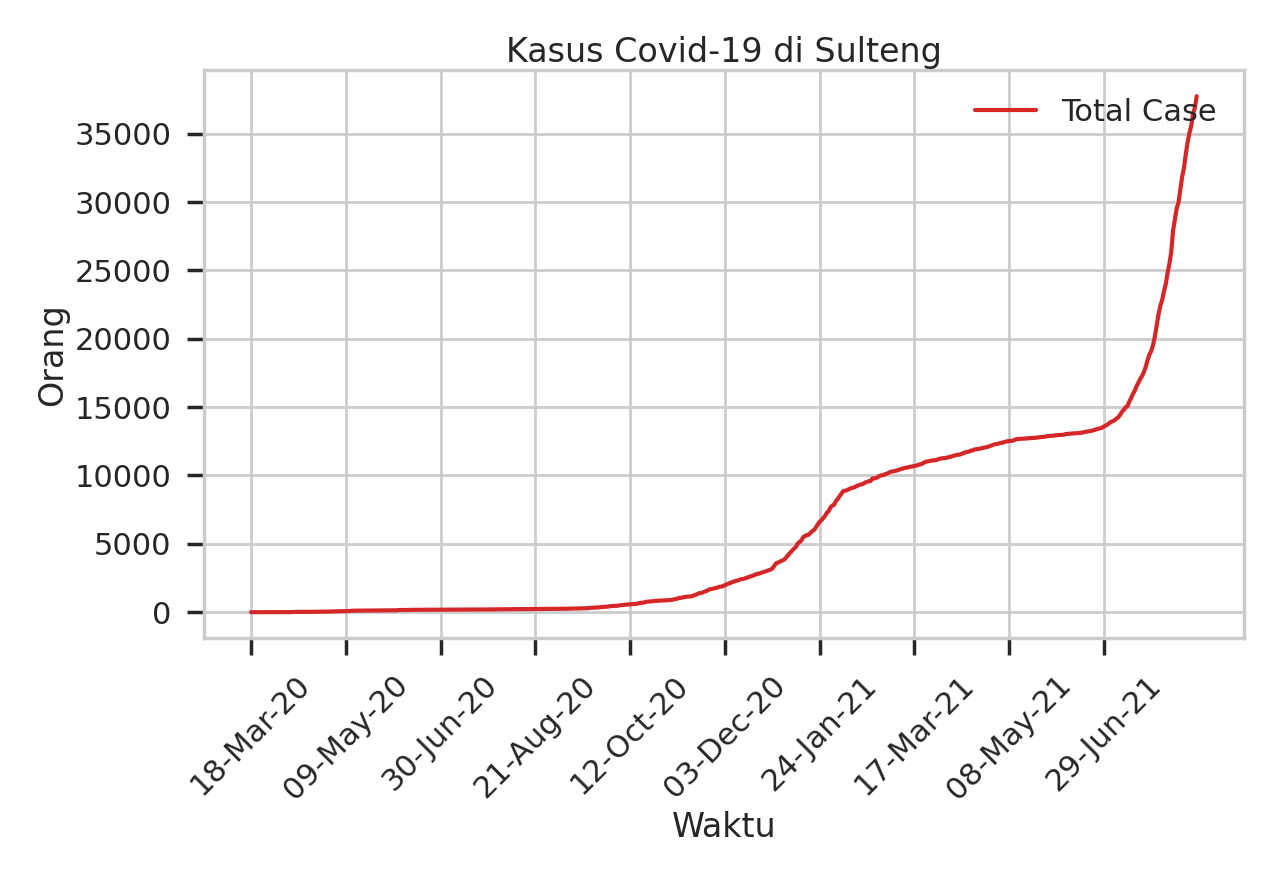 Kasus Covid-19 di Sulteng
Total Case
Orang
35000
30000
25000
20000
15000
10000
5000
0
18-Mar-20
09-May-20
30-Jun-20
21-Aug-20
12-Oct-20
03-Dec-20
24-Jan-21
17-Mar-21
08-May-21
29-Jun-21
Waktu